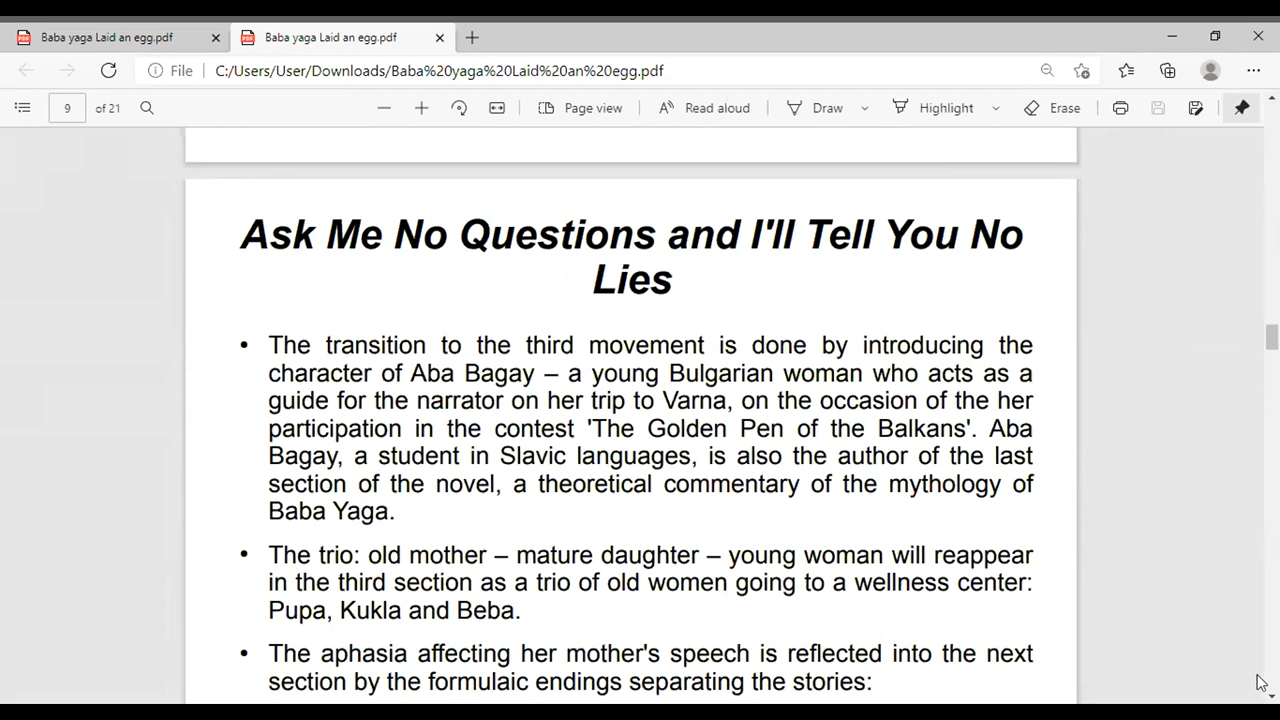 Baba yaga Laid an egg.pdf
Baba yaga Laid an egg.pdf
File
C:/Users/User/Downloads/Baba%20yaga%20Laid%20an%20egg.pdf
9 of 21
Page view
Read aloud
Draw
Highlight
Erase
Ask Me No Questions and I'll Tell You No
Lies
• The transition to the third movement is done by introducing the
character of Aba Bagay – a young Bulgarian woman who acts as a
guide for the narrator on her trip to Varna, on the occasion of the her
participation in the contest 'The Golden Pen of the Balkans'. Aba
Bagay, a student in Slavic languages, is also the author of the last
section of the novel, a theoretical commentary of the mythology of
Baba Yaga.
• The trio: old mother – mature daughter – young woman will reappear
in the third section as a trio of old women going to a wellness center:
Pupa, Kukla and Beba.
• The aphasia affecting her mother's speech is reflected into the next
section by the formulaic endings separating the stories: